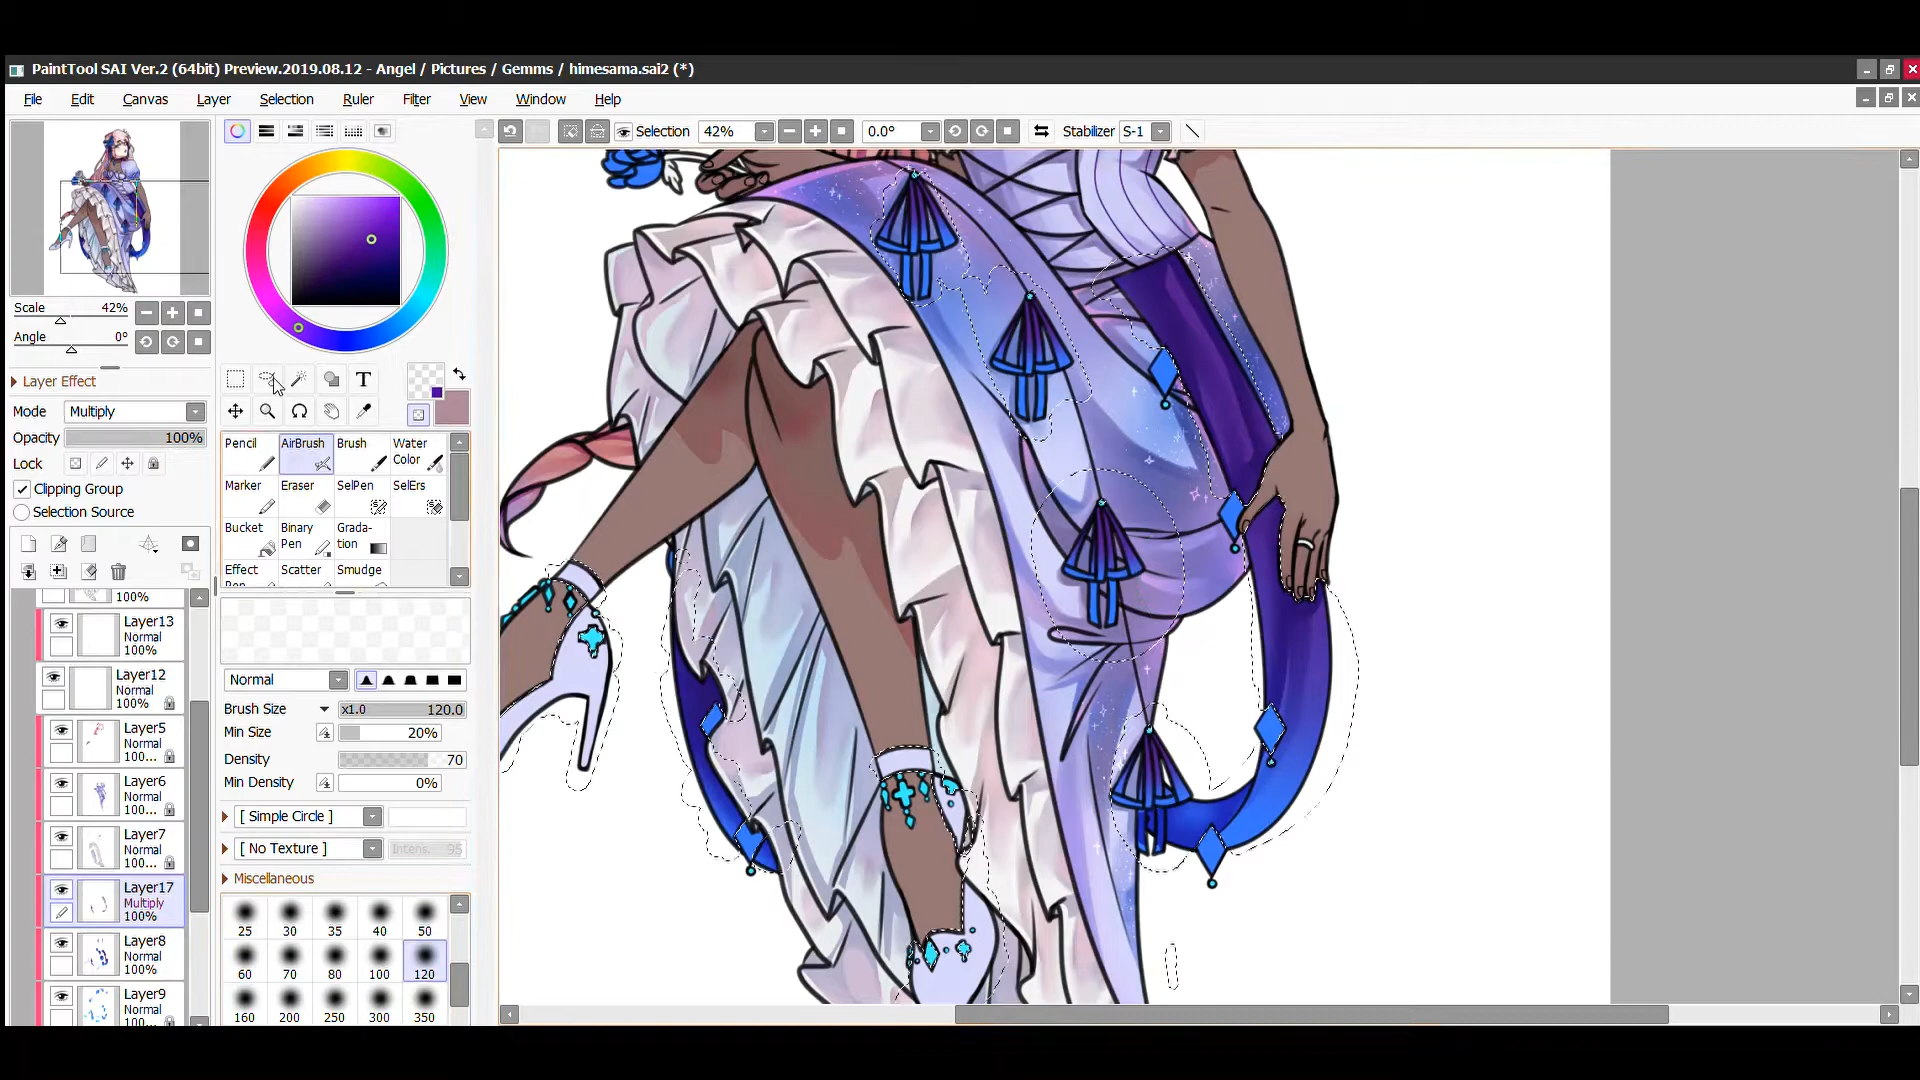 PaintTool SAI Ver.2 (64bit) Preview.2019.08.12 - Angel / Pictures / Gemms / himesama.sai2 (*)
File Edit Canvas Layer Selection Ruler Filter View Window Help
Selection 42% 0.0° Stabilizer S-1
Scale 42%
Angle 0°
Layer Effect
Mode Multiply
Opacity 100%
Lock
Clipping Group
Selection Source
100%
Layer13
Normal
100%
Layer12
Normal
100%
Layer5
Normal
100...
Layer6
Normal
100...
Layer7
Normal
100...
Layer17
Multiply
100%
Layer8
Normal
100%
Layer9
Normal
100...
T
Pencil AirBrush Brush Water Color
Marker Eraser SelPen SelErs
Bucket Binary Pen Grada-tion
Effect Pen Scatter Smudge
Normal
Brush Size x1.0 120.0
Min Size 20%
Density 70
Min Density 0%
[ Simple Circle ]
[ No Texture ] Intens. 95
Miscellaneous
25 30 35 40 50
60 70 80 100 120
160 200 250 300 350